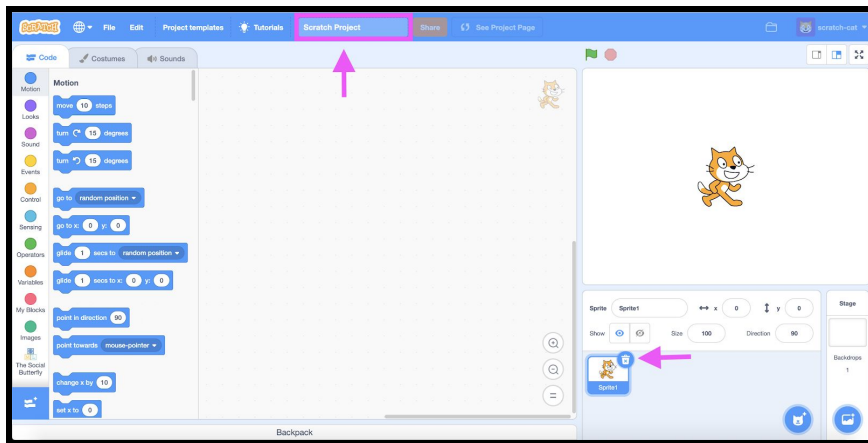 SCRATCH File Edit Project templates Tutorials Scratch Project Share See Project Page scratch-cat
Code Costumes Sounds
Motion
Looks
Sound
Events
Control
Sensing
Operators
Variables
My Blocks
Images
The Social
Butterfly
Motion
move 10 steps
turn 15 degrees
turn 15 degrees
go to random position
go to x: 0 y: 0
glide 1 secs to random position
glide 1 secs to x: 0 y: 0
point in direction 90
point towards mouse-pointer
change x by 10
set x to 0
Backpack
Sprite Sprite1 x 0 y 0
Show Size 100 Direction 90
Sprite1
Stage
Backdrops
1